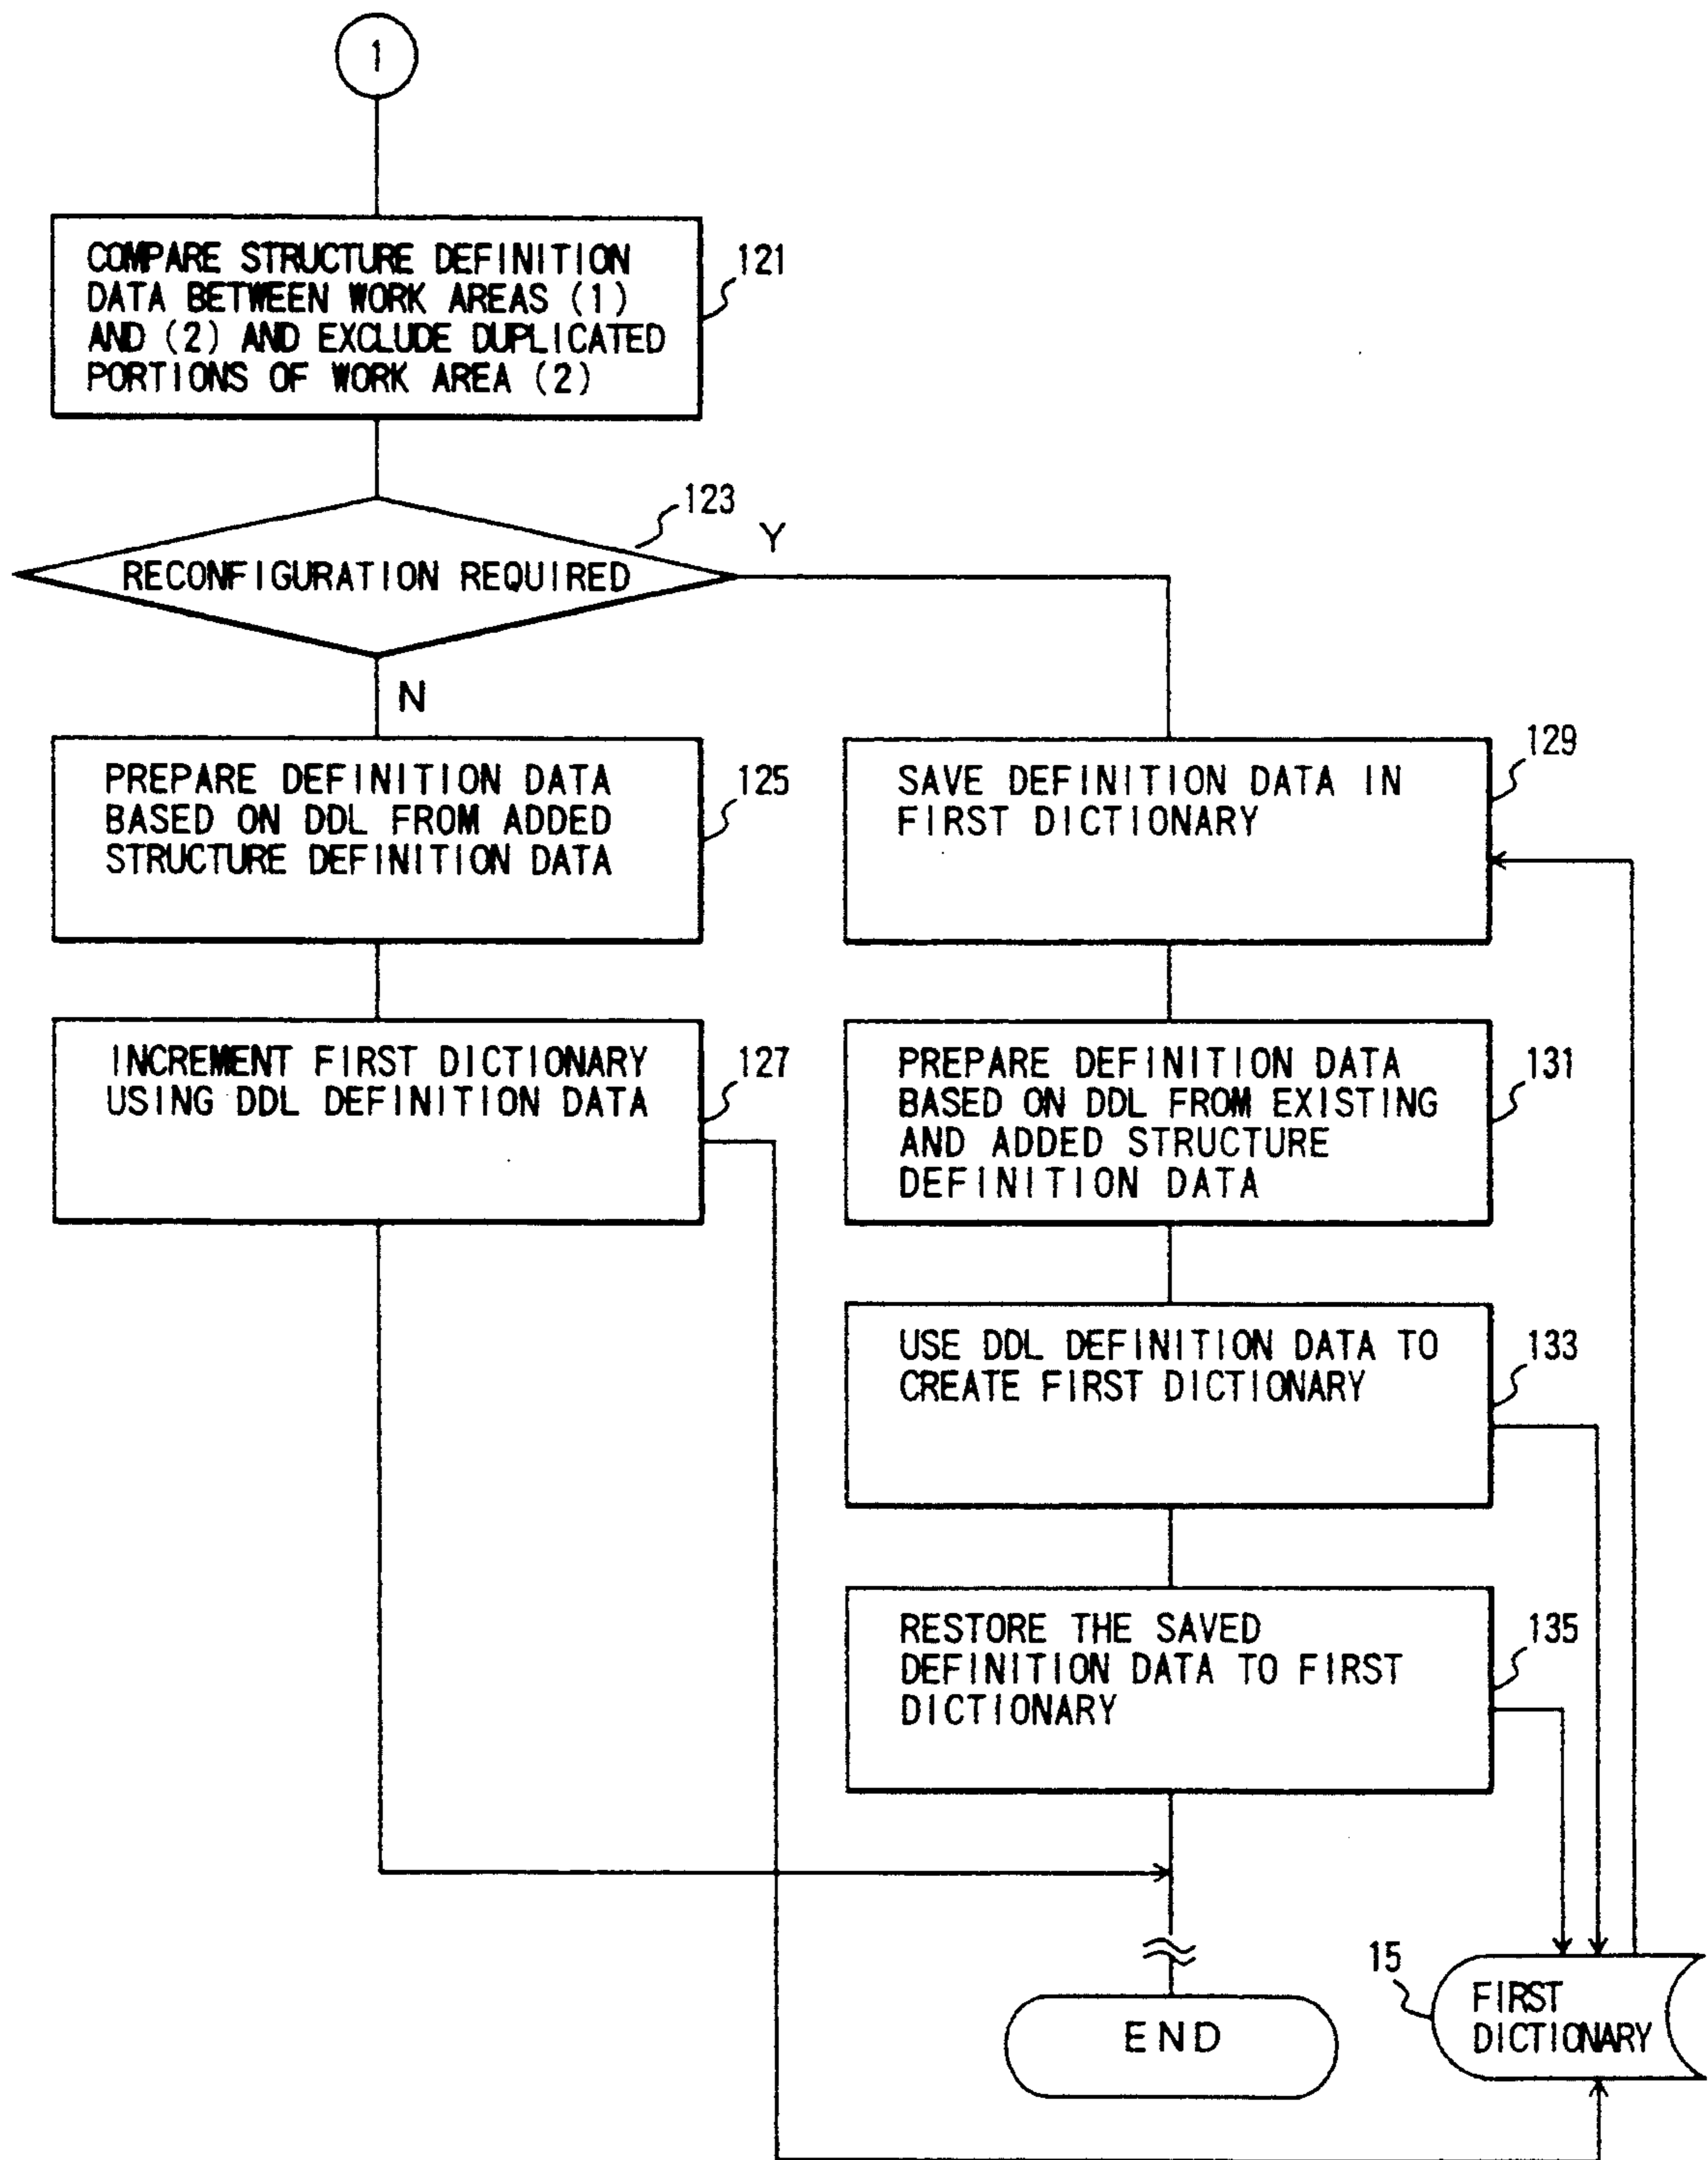 1
COMPARE STRUCTURE DEFINITION
DATA BETWEEN WORK AREAS (1)
AND (2) AND EXCLUDE DUPLICATED
PORTIONS OF WORK AREA (2)
121
123
RECONFIGURATION REQUIRED
Y
N
PREPARE DEFINITION DATA
BASED ON DDL FROM ADDED
STRUCTURE DEFINITION DATA
125
INCREMENT FIRST DICTIONARY
USING DDL DEFINITION DATA
127
SAVE DEFINITION DATA IN
FIRST DICTIONARY
129
PREPARE DEFINITION DATA
BASED ON DDL FROM EXISTING
AND ADDED STRUCTURE
DEFINITION DATA
131
USE DDL DEFINITION DATA TO
CREATE FIRST DICTIONARY
133
RESTORE THE SAVED
DEFINITION DATA TO FIRST
DICTIONARY
135
END
15
FIRST
DICTIONARY